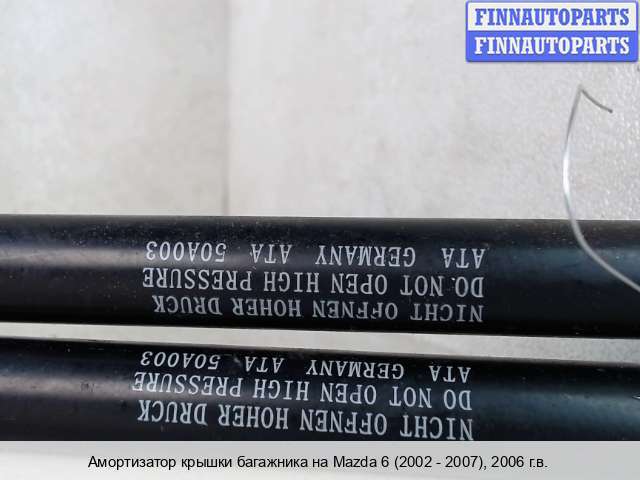 FINNAUTOPARTS
FINNAUTOPARTS
NICHT OFFNEN HOHER DRUCK
DO NOT OPEN HIGH PRESSURE
ATA GERMANY ATA 50A003
NICHT OFFNEN HOHER DRUCK
DO NOT OPEN HIGH PRESSURE
ATA GERMANY ATA 50A003
Амортизатор крышки багажника на Mazda 6 (2002 - 2007), 2006 г.в.